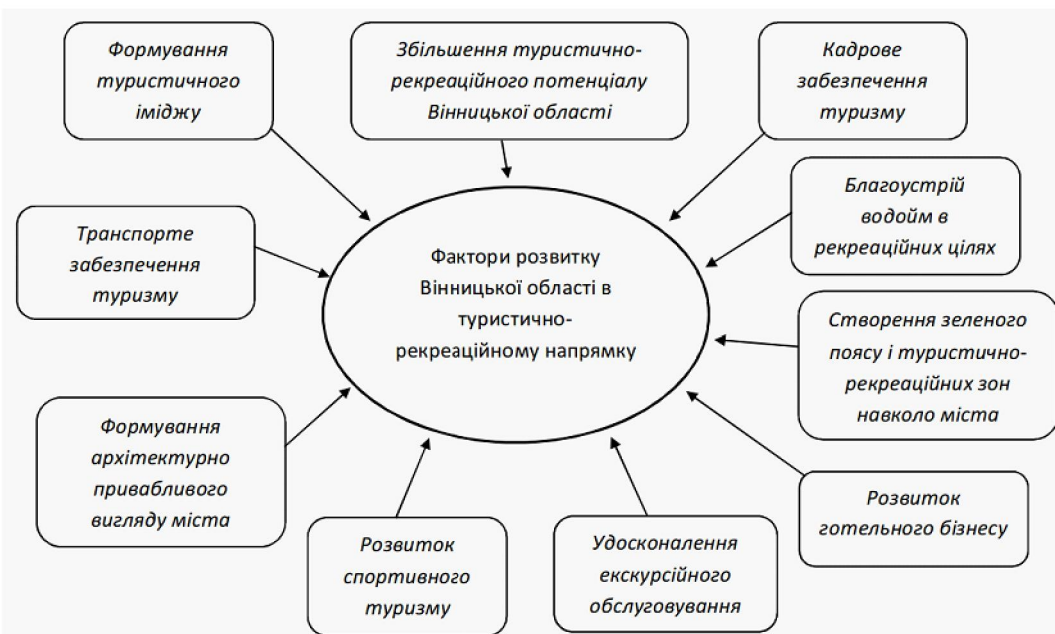 Формування
туристичного
іміджу
Збільшення туристично-
рекреаційного потенціалу
Вінницької області
Кадрове
забезпечення
туризму
Благоустрій
водойм в
рекреаційних цілях
Транспорте
забезпечення
туризму
Фактори розвитку
Вінницької області в
туристично-
рекреаційному напрямку
Створення зеленого
поясу і туристично-
рекреаційних зон
навколо міста
Формування
архітектурно
привабливого
вигляду міста
Розвиток
спортивного
туризму
Удосконалення
екскурсійного
обслуговування
Розвиток
готельного бізнесу